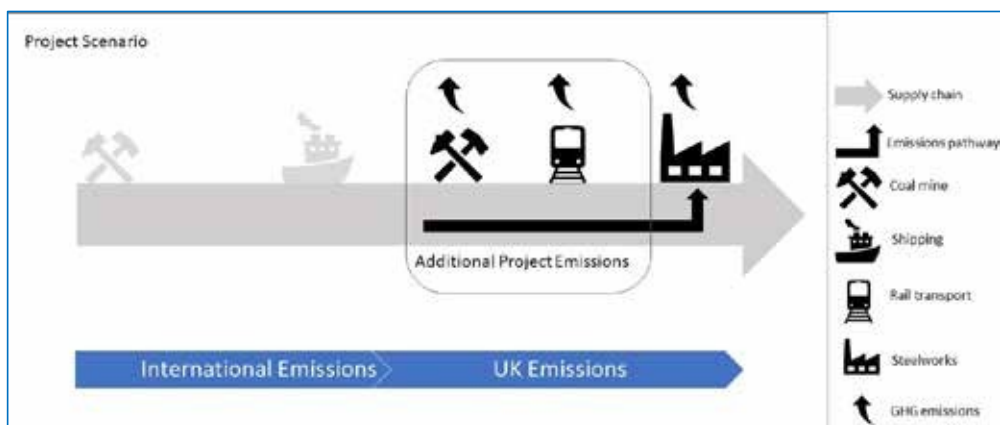 Project Scenario
Additional Project Emissions
International Emissions
UK Emissions
Supply chain
Emissions pathway
Coal mine
Shipping
Rail transport
Steelworks
GHG emissions